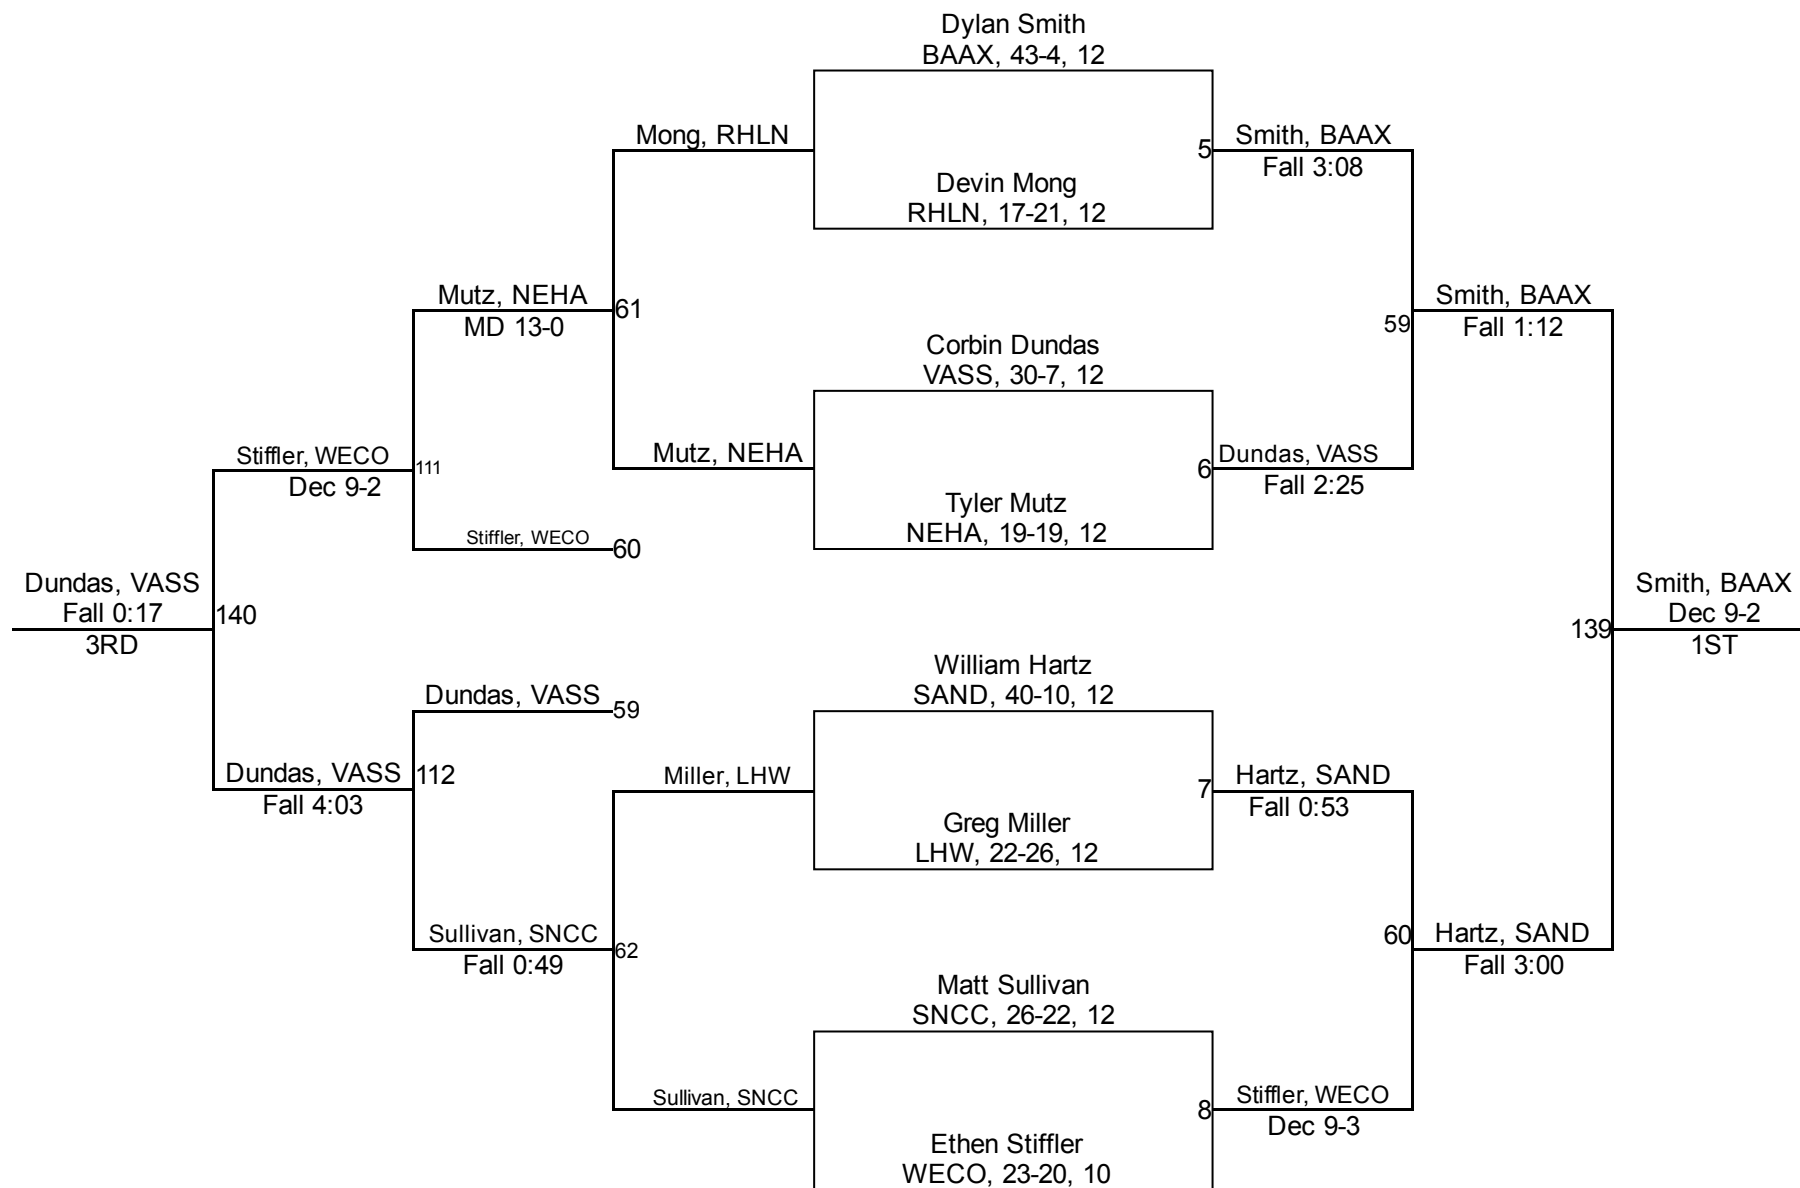 Dylan Smith
BAAX, 43-4, 12
Mong, RHLN
5
Smith, BAAX
Fall 3:08
Devin Mong
RHLN, 17-21, 12
Mutz, NEHA
MD 13-0
61
Smith, BAAX
Fall 1:12
59
Corbin Dundas
VASS, 30-7, 12
Stiffler, WECO
Dec 9-2
111
Mutz, NEHA
6
Dundas, VASS
Fall 2:25
Tyler Mutz
NEHA, 19-19, 12
Stiffler, WECO
60
Dundas, VASS
Fall 0:17
3RD
140
139
Smith, BAAX
Dec 9-2
1ST
William Hartz
SAND, 40-10, 12
Dundas, VASS
59
Dundas, VASS
Fall 4:03
112
Miller, LHW
7
Hartz, SAND
Fall 0:53
Greg Miller
LHW, 22-26, 12
Sullivan, SNCC
Fall 0:49
62
60
Hartz, SAND
Fall 3:00
Matt Sullivan
SNCC, 26-22, 12
Sullivan, SNCC
8
Stiffler, WECO
Dec 9-3
Ethen Stiffler
WECO, 23-20, 10